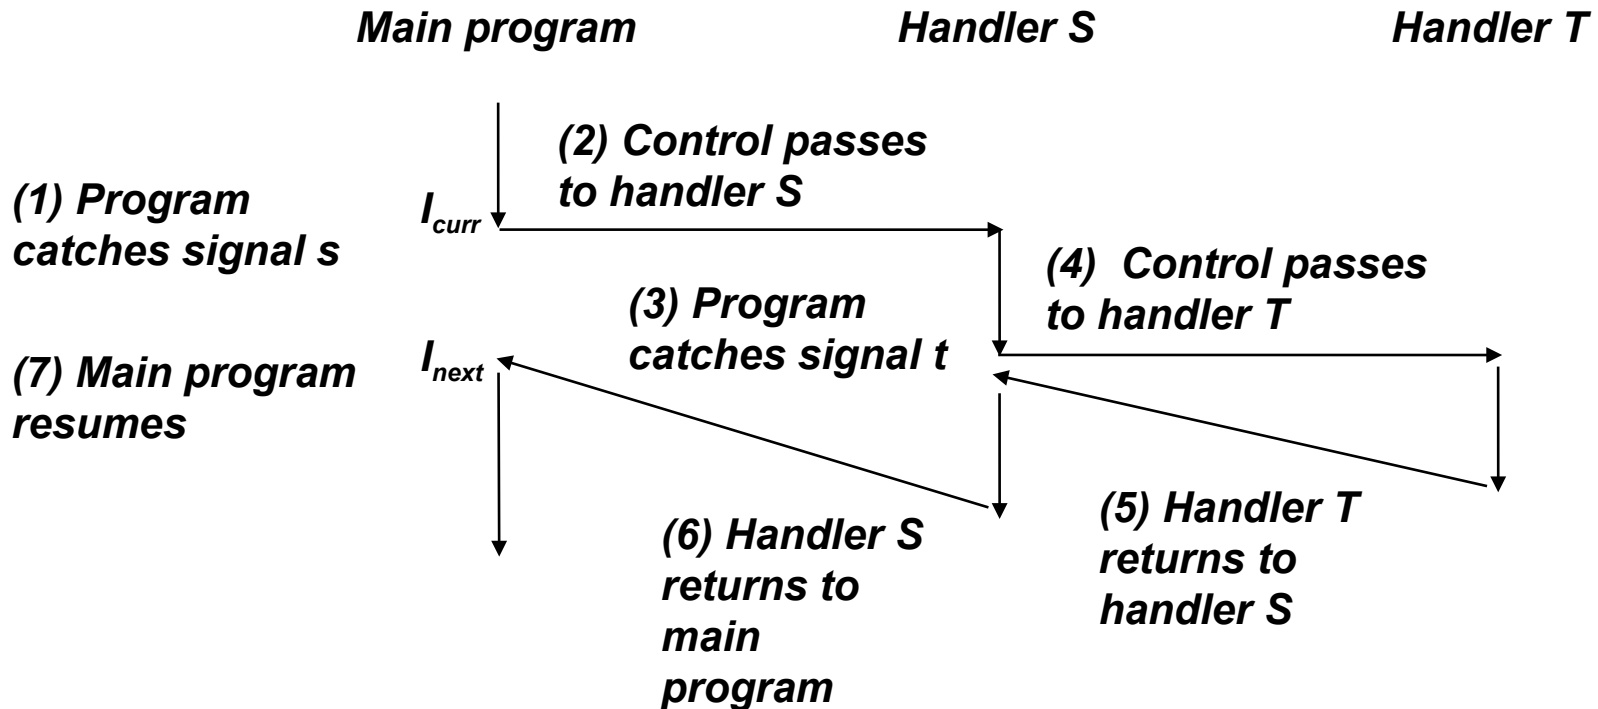 Main program
Handler S
Handler T
(1) Program
catches signal s
I_curr
(2) Control passes
to handler S
(3) Program
catches signal t
(4) Control passes
to handler T
(5) Handler T
returns to
handler S
(6) Handler S
returns to
main
program
(7) Main program
resumes
I_next